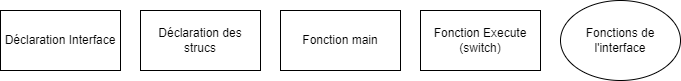 Déclaration Interface
Déclaration des
strucs
Fonction main
Fonction Execute
(switch)
Fonctions de
l'interface